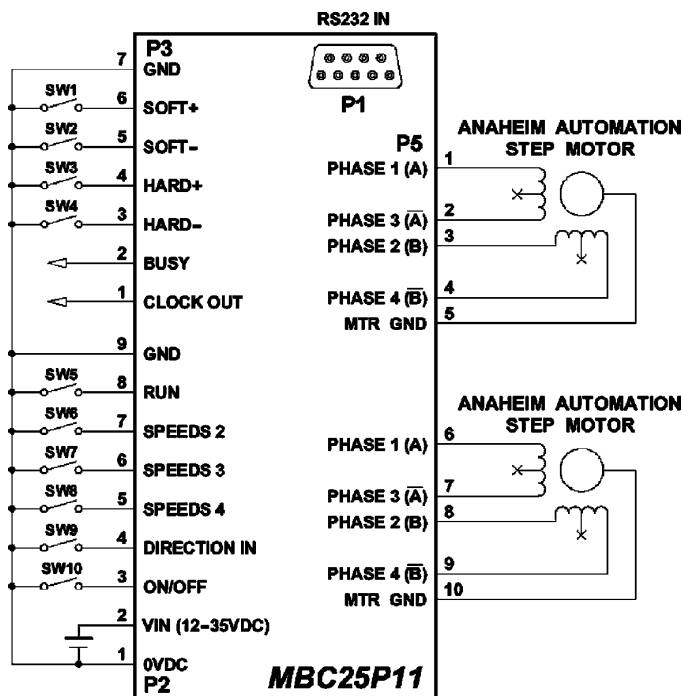 RS232 IN
P3
7 GND
P1
SW1
6 SOFT+
SW2
5 SOFT-
SW3
4 HARD+
SW4
3 HARD-
2 BUSY
1 CLOCK OUT
9 GND
SW5
8 RUN
SW6
7 SPEEDS 2
SW7
6 SPEEDS 3
SW8
5 SPEEDS 4
SW9
4 DIRECTION IN
SW10
3 ON/OFF
2 VIN (12-35VDC)
1 0VDC
P2
MBC25P11
P5
ANAHEIM AUTOMATION
STEP MOTOR
PHASE 1 (A) 1
PHASE 3 (A̅) 2
PHASE 2 (B) 3
PHASE 4 (B̅) 4
MTR GND 5
ANAHEIM AUTOMATION
STEP MOTOR
PHASE 1 (A) 6
PHASE 3 (A̅) 7
PHASE 2 (B) 8
PHASE 4 (B̅) 9
MTR GND 10